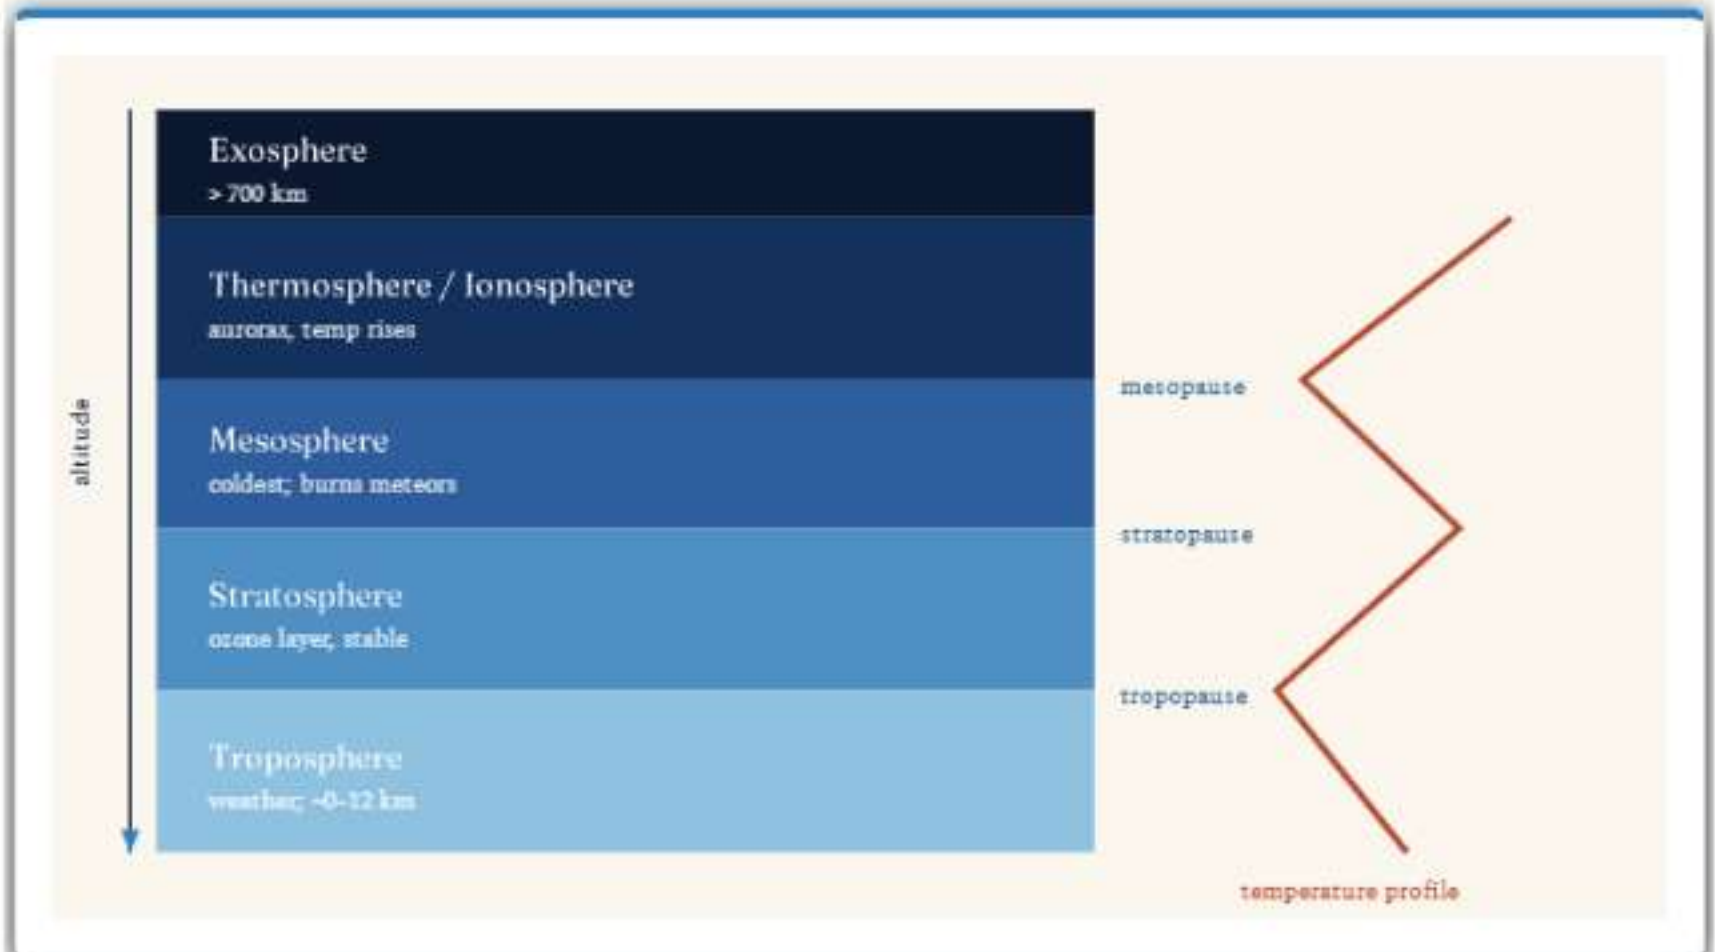 Exosphere
> 700 km
Thermosphere / Ionosphere
auroras, temp rises
mesopause
altitude
Mesosphere
coldest; burns meteors
stratopause
Stratosphere
ozone layer, stable
tropopause
Troposphere
weather; ~0–12 km
temperature profile